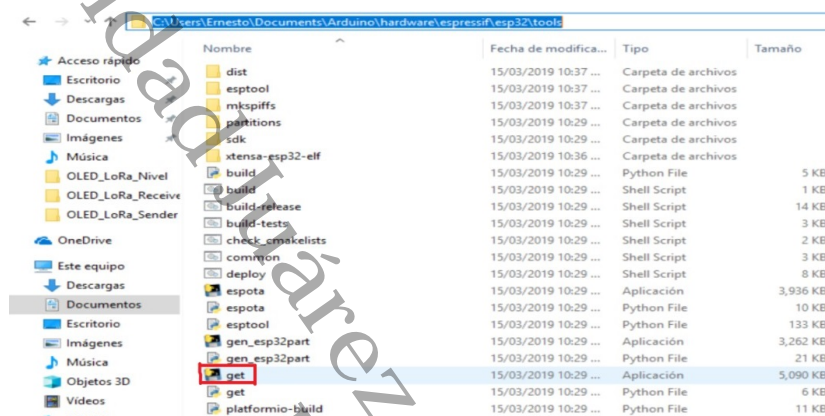 C:\Users\Ernesto\Documents\Arduino\hardware\espressif\esp32\tools
Nombre Fecha de modifica... Tipo Tamaño
Acceso rápido
Escritorio
Descargas
Documentos
Imágenes
Música
OLED_LoRa_Nivel
OLED_LoRa_Receive
OLED_LoRa_Sender
OneDrive
Este equipo
Descargas
Documentos
Escritorio
Imágenes
Música
Objetos 3D
Vídeos
dist 15/03/2019 10:37 ... Carpeta de archivos
esptool 15/03/2019 10:37 ... Carpeta de archivos
mkspiffs 15/03/2019 10:37 ... Carpeta de archivos
partitions 15/03/2019 10:29 ... Carpeta de archivos
sdk 15/03/2019 10:29 ... Carpeta de archivos
xtensa-esp32-elf 15/03/2019 10:36 ... Carpeta de archivos
build 15/03/2019 10:29 ... Python File 5 KB
build 15/03/2019 10:29 ... Shell Script 1 KB
build-release 15/03/2019 10:29 ... Shell Script 14 KB
build-tests 15/03/2019 10:29 ... Shell Script 3 KB
check_cmakelists 15/03/2019 10:29 ... Shell Script 2 KB
common 15/03/2019 10:29 ... Shell Script 3 KB
deploy 15/03/2019 10:29 ... Shell Script 8 KB
espota 15/03/2019 10:29 ... Aplicación 3,936 KB
espota 15/03/2019 10:29 ... Python File 10 KB
esptool 15/03/2019 10:29 ... Python File 133 KB
gen_esp32part 15/03/2019 10:29 ... Aplicación 3,262 KB
gen_esp32part 15/03/2019 10:29 ... Python File 21 KB
get 15/03/2019 10:29 ... Aplicación 5,090 KB
get 15/03/2019 10:29 ... Python File 6 KB
platformio-build 15/03/2019 10:29 ... Python File 11 KB
Juárez